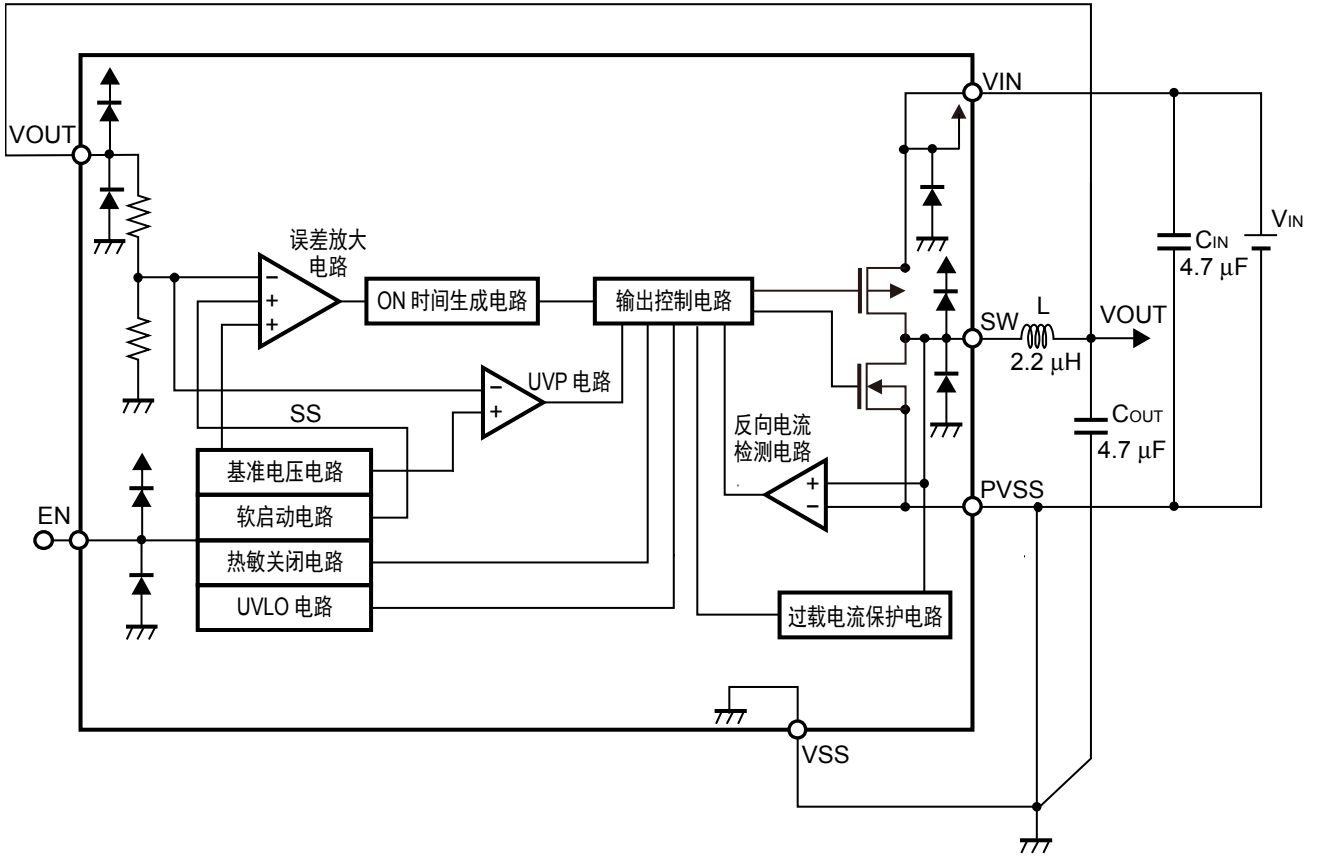 VIN
VOUT
误差放大
电路
−
+
+
ON 时间生成电路
输出控制电路
CIN
4.7 μF
VIN
SW
L
2.2 μH
VOUT
UVP 电路
−
+
SS
反向电流
检测电路
+
−
COUT
4.7 μF
基准电压电路
软启动电路
热敏关闭电路
UVLO 电路
EN
PVSS
过载电流保护电路
VSS